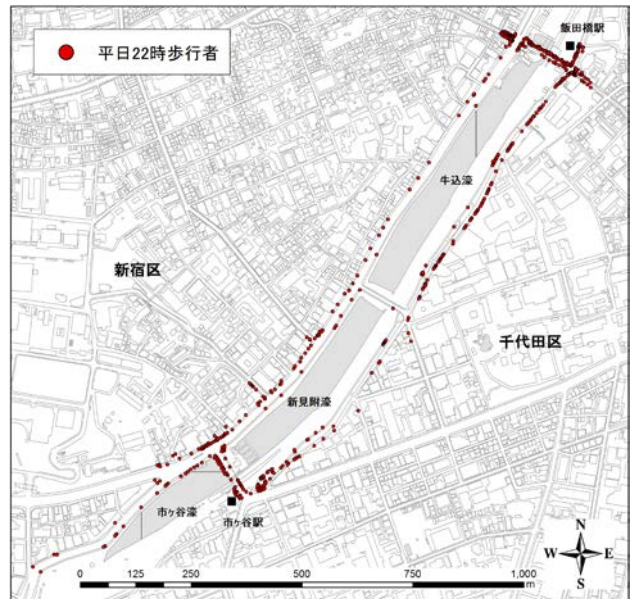 平日22時歩行者
飯田橋駅
牛込濠
新宿区
千代田区
新見附濠
市ヶ谷濠
市ヶ谷駅
N
W E
S
0 125 250 500 750 1,000
m